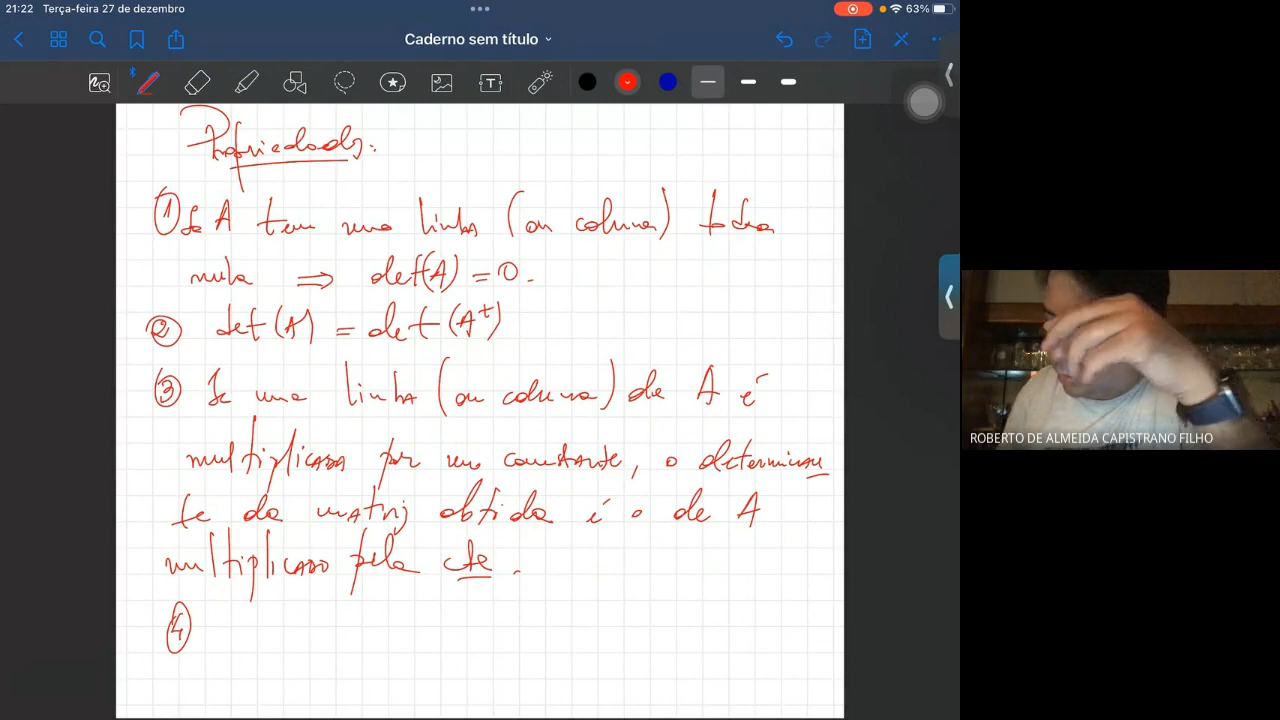 21:22 Terça-feira 27 de dezembro
63%
Caderno sem título
T
Propriedades.
① Se A tem uma linha (ou coluna) toda
nula ⇒ det(A) = 0.
② det(A) = det(Aᵗ)
③ Se uma linha (ou coluna) de A é
multiplicada por uma constante, o determinan
te da matriz obtida é o de A
multiplicado pela cte.
④
ROBERTO DE ALMEIDA CAPISTRANO FILHO